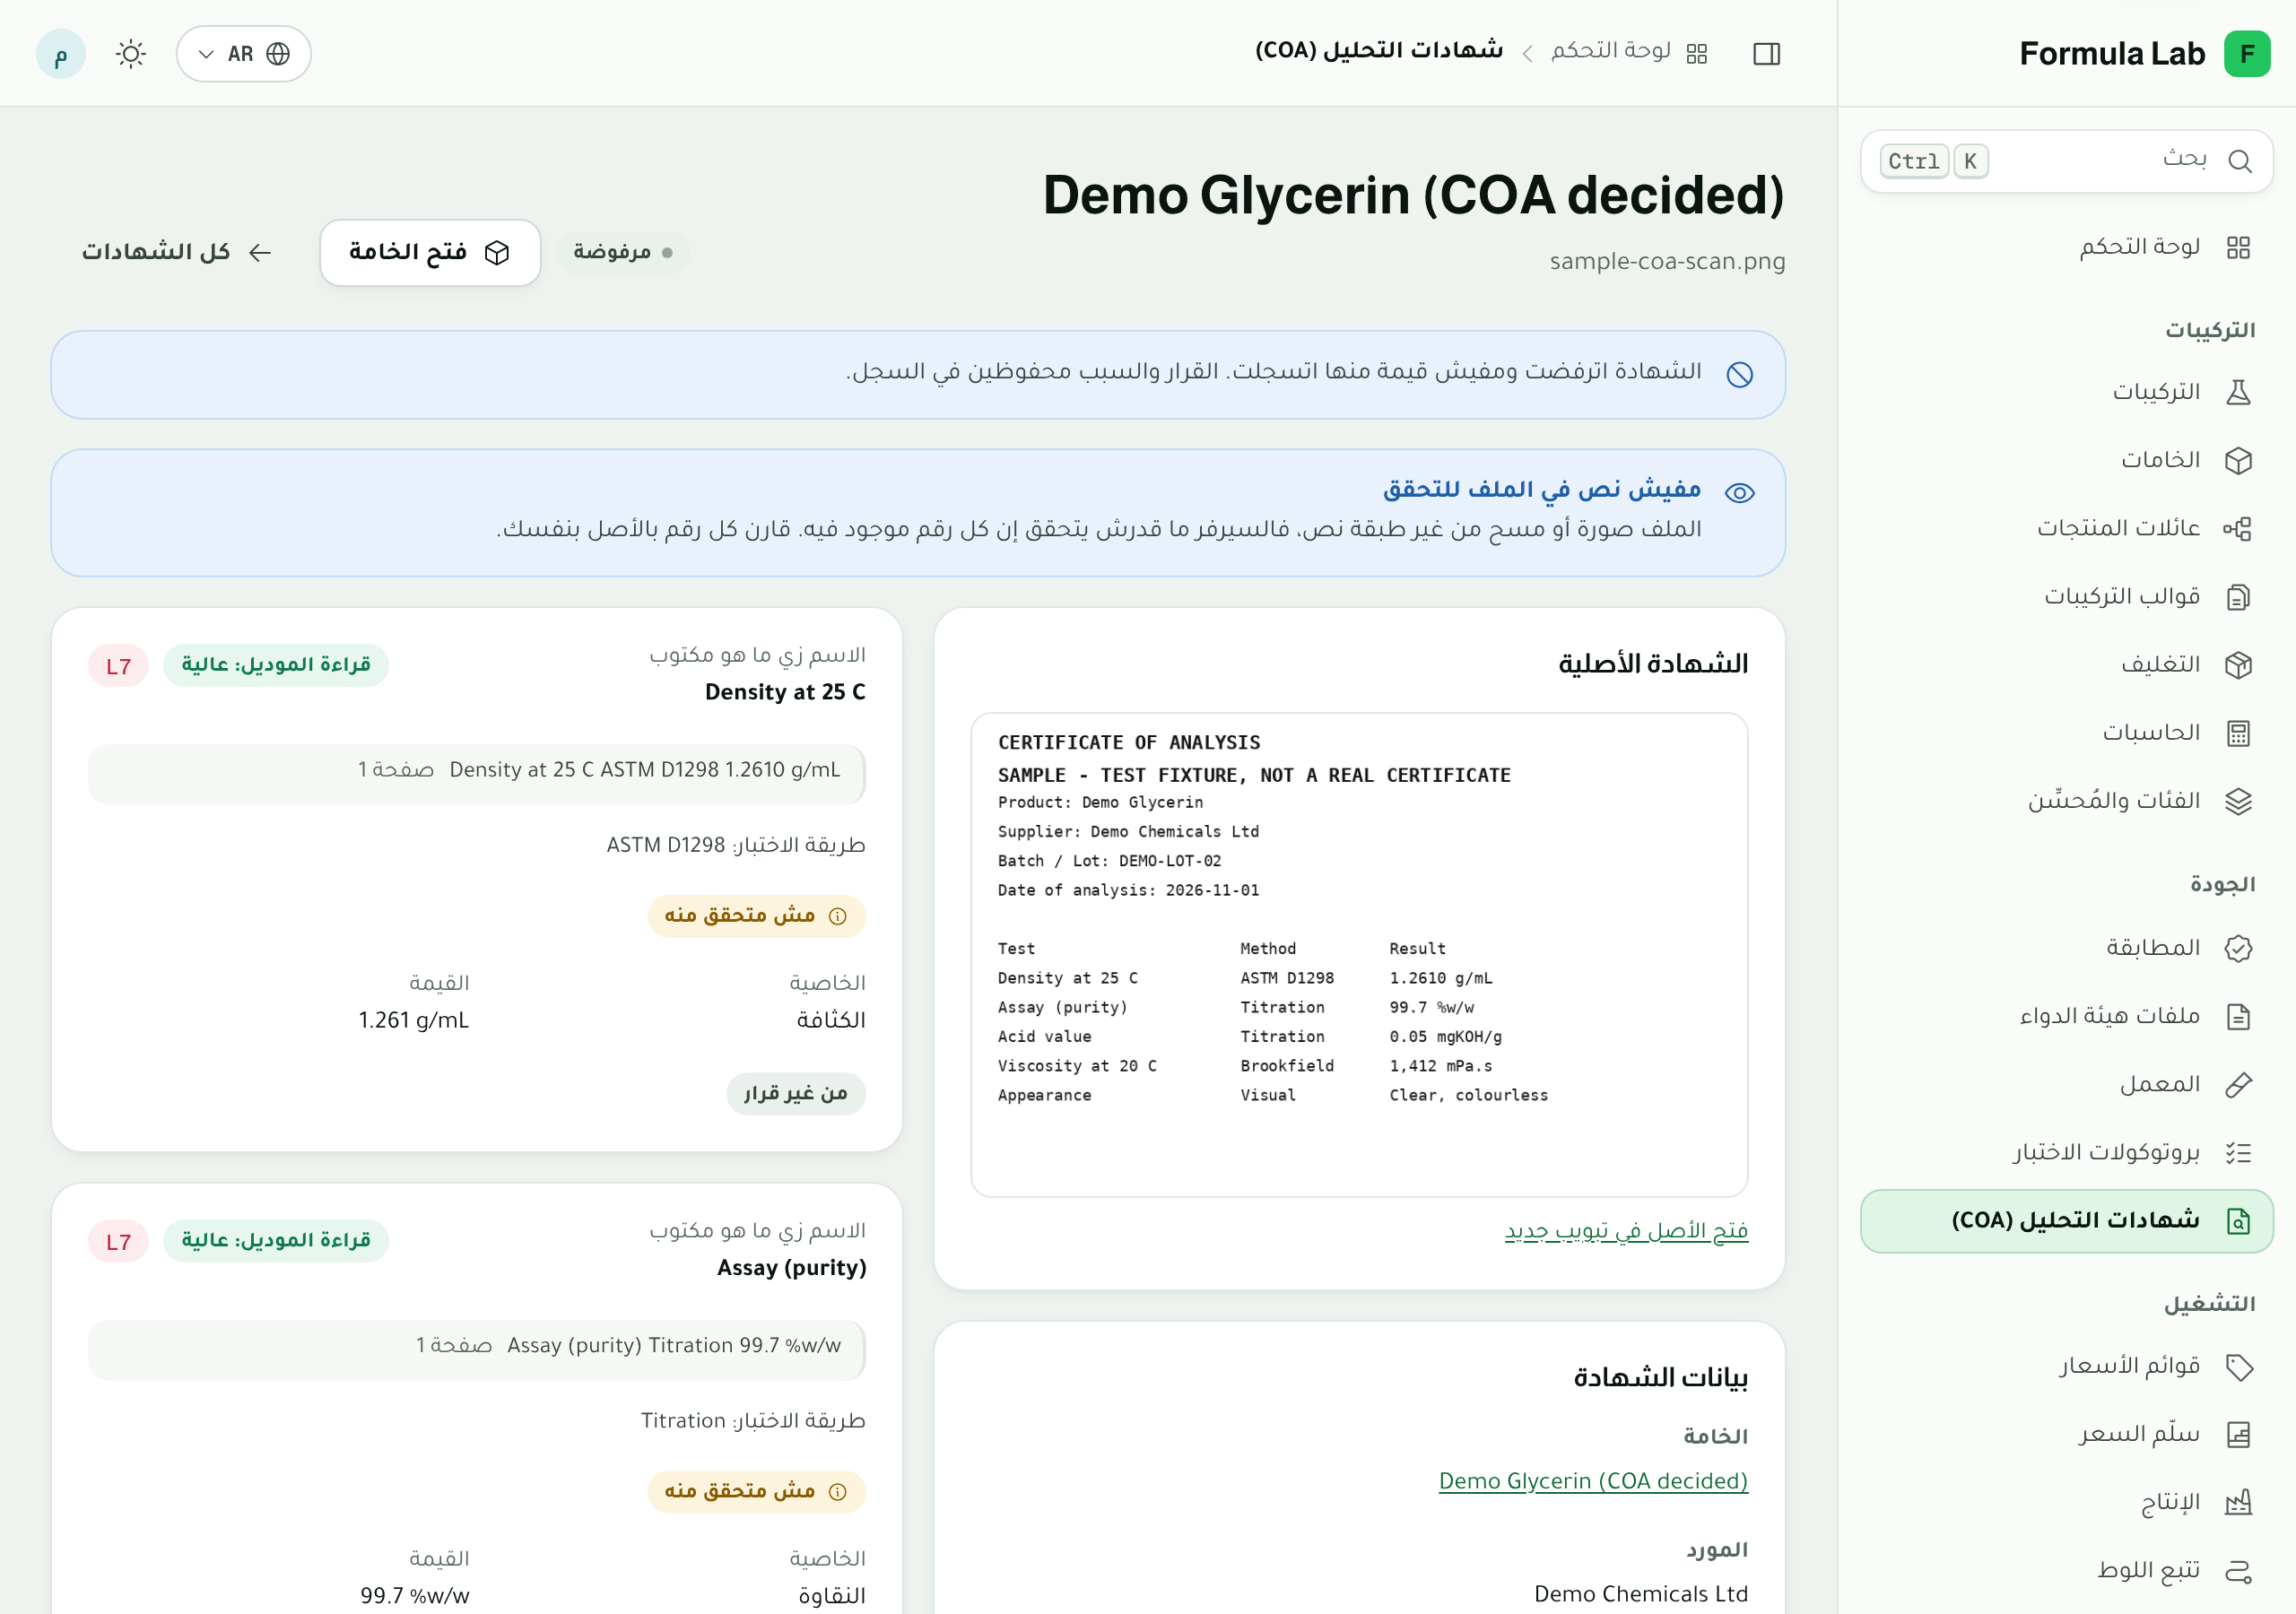 Formula Lab
F
بحث
Ctrl K
لوحة التحكم
التركيبات
التركيبات
الخامات
عائلات المنتجات
قوالب التركيبات
التغليف
الحاسبات
الفئات والمُحسِّن
الجودة
المطابقة
ملفات هيئة الدواء
المعمل
بروتوكولات الاختبار
شهادات التحليل (COA)
التشغيل
قوائم الأسعار
سلّم السعر
الإنتاج
تتبع اللوط
لوحة التحكم
شهادات التحليل (COA)
AR
م
Demo Glycerin (COA decided)
sample-coa-scan.png
مرفوضة
فتح الخامة
كل الشهادات
الشهادة اترفضت ومفيش قيمة منها اتسجلت. القرار والسبب محفوظين في السجل.
مفيش نص في الملف للتحقق
الملف صورة أو مسح من غير طبقة نص، فالسيرفر ما قدرش يتحقق إن كل رقم موجود فيه. قارن كل رقم بالأصل بنفسك.
الشهادة الأصلية
CERTIFICATE OF ANALYSIS
SAMPLE - TEST FIXTURE, NOT A REAL CERTIFICATE
Product: Demo Glycerin
Supplier: Demo Chemicals Ltd
Batch / Lot: DEMO-LOT-02
Date of analysis: 2026-11-01
Test Method Result
Density at 25 C ASTM D1298 1.2610 g/mL
Assay (purity) Titration 99.7 %w/w
Acid value Titration 0.05 mgKOH/g
Viscosity at 20 C Brookfield 1,412 mPa.s
Appearance Visual Clear, colourless
فتح الأصل في تبويب جديد
بيانات الشهادة
الخامة
Demo Glycerin (COA decided)
المورد
Demo Chemicals Ltd
الاسم زي ما هو مكتوب
Density at 25 C
قراءة الموديل: عالية
L7
Density at 25 C ASTM D1298 1.2610 g/mL صفحة 1
طريقة الاختبار: ASTM D1298
مش متحقق منه
الخاصية
الكثافة
القيمة
1.261 g/mL
من غير قرار
الاسم زي ما هو مكتوب
Assay (purity)
قراءة الموديل: عالية
L7
Assay (purity) Titration 99.7 %w/w صفحة 1
طريقة الاختبار: Titration
مش متحقق منه
الخاصية
النقاوة
القيمة
99.7 %w/w